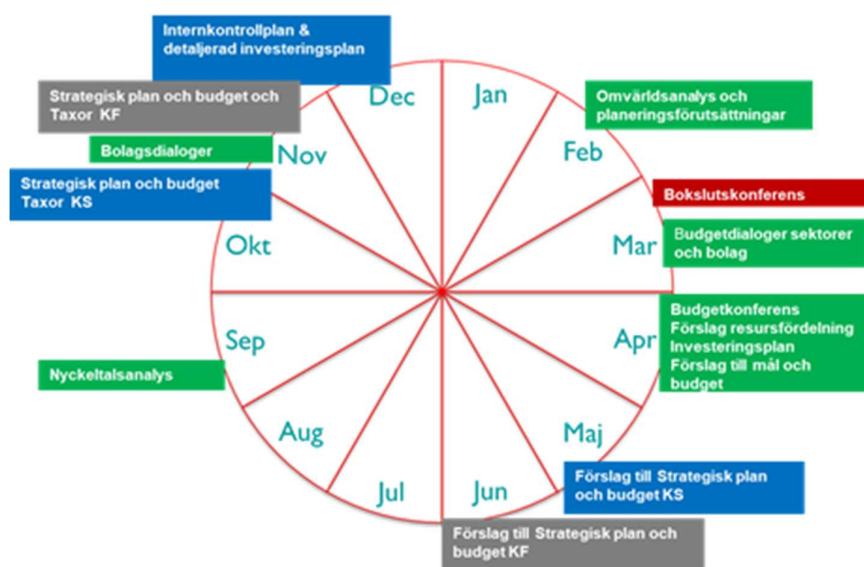 Internkontrollplan &
detaljerad investeringsplan
Strategisk plan och budget och
Taxor KF
Bolagsdialoger
Strategisk plan och budget
Taxor KS
Nyckeltalsanalys
Dec
Jan
Nov
Feb
Okt
Mar
Sep
Apr
Aug
Maj
Jul
Jun
Omvärldsanalys och
planeringsförutsättningar
Bokslutskonferens
Budgetdialoger sektorer
och bolag
Budgetkonferens
Förslag resursfördelning
Investeringsplan
Förslag till mål och
budget
Förslag till Strategisk plan
och budget KS
Förslag till Strategisk plan och
budget KF